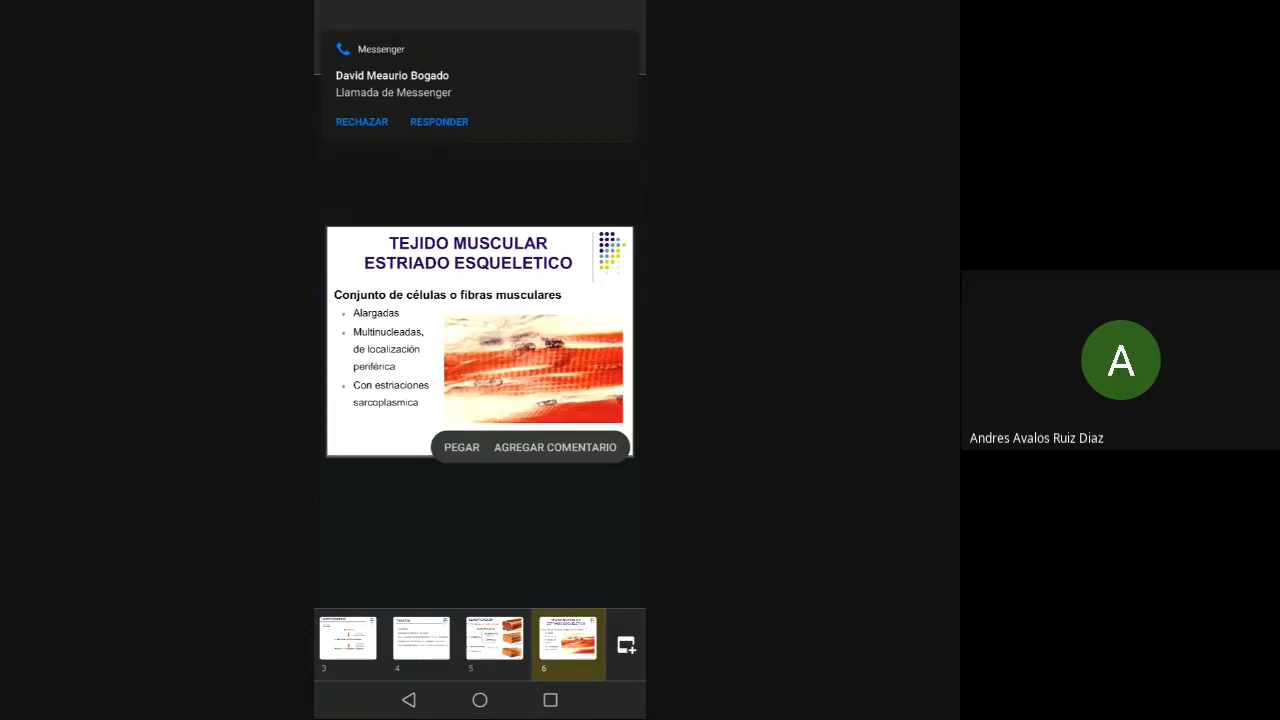 Messenger
David Meaurio Bogado
Llamada de Messenger
RECHAZAR RESPONDER
TEJIDO MUSCULAR
ESTRIADO ESQUELETICO
Conjunto de células o fibras musculares
Alargadas
Multinucleadas,
de localización
periférica
Con estriaciones
sarcoplasmica
PEGAR AGREGAR COMENTARIO
3
4
5
6
A
Andres Avalos Ruiz Diaz